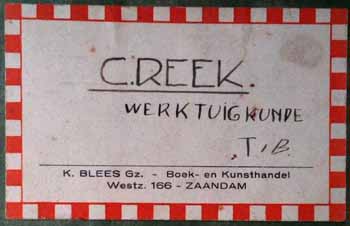 C. REEK.
WERKTUIGKUNDE
T.I.B.
K. BLEES Gz. - Boek- en Kunsthandel
Westz. 166 - ZAANDAM